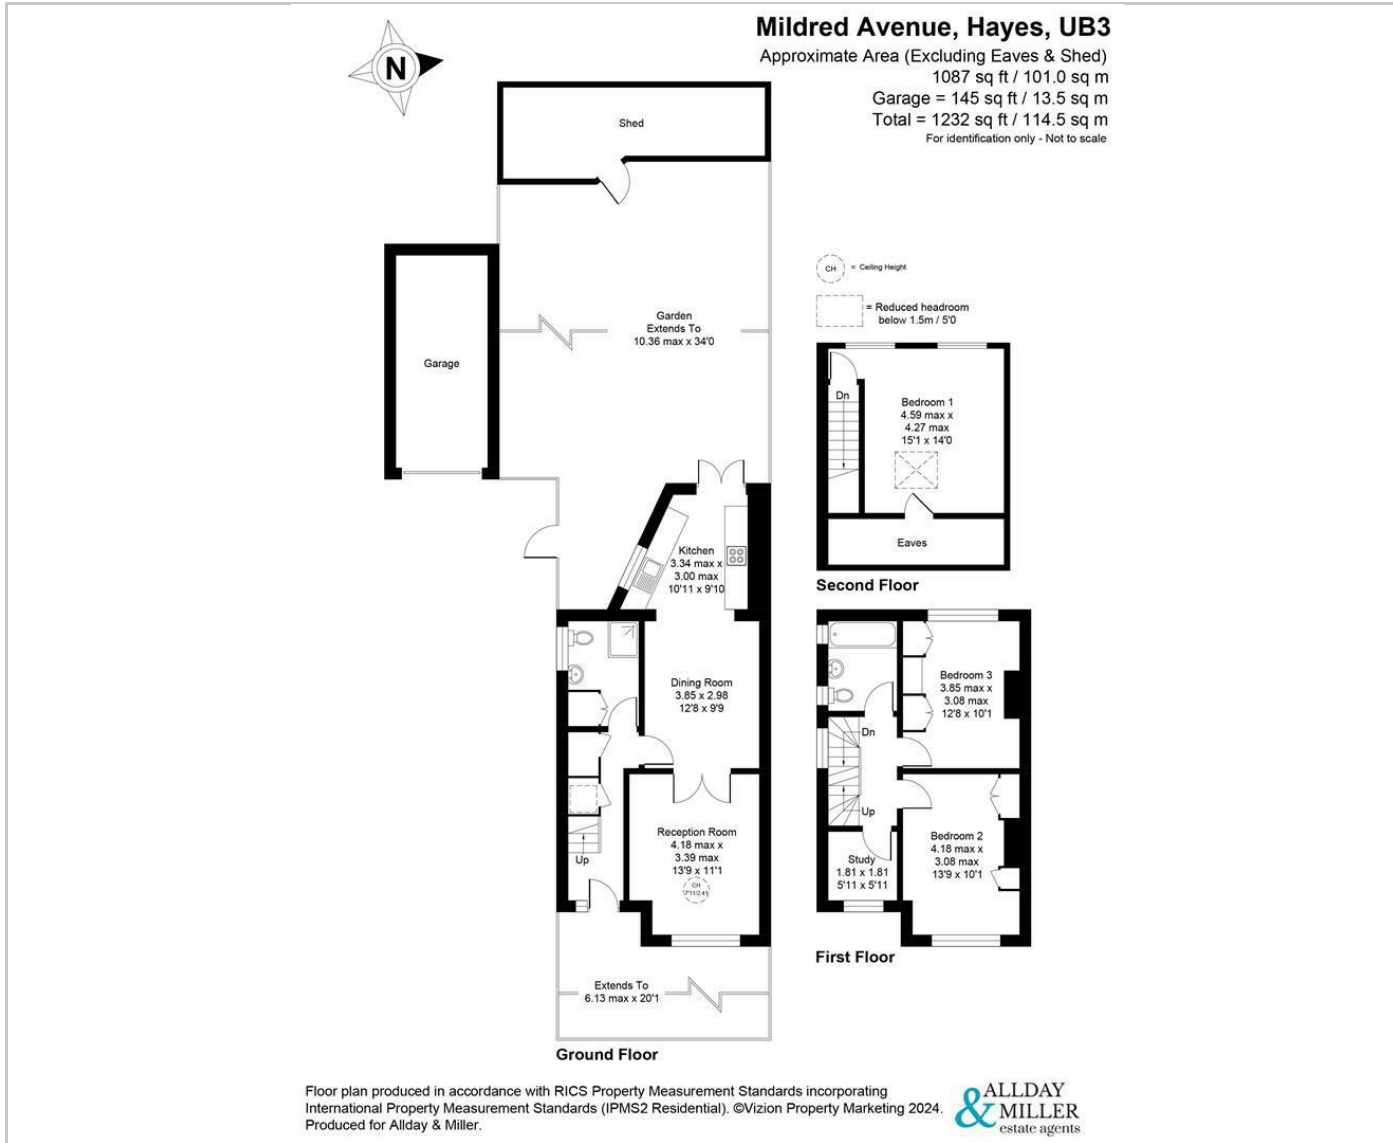 Mildred Avenue, Hayes, UB3
Approximate Area (Excluding Eaves & Shed)
1087 sq ft / 101.0 sq m
Garage = 145 sq ft / 13.5 sq m
Total = 1232 sq ft / 114.5 sq m
For identification only - Not to scale
N
Shed
Garden
Extends To
10.36 max x 34'0
Garage
CH
= Ceiling Height
= Reduced headroom
below 1.5m / 5'0
Dn
Bedroom 1
4.59 max x
4.27 max
15'1 x 14'0
Eaves
Second Floor
Kitchen
3.34 max x
3.00 max
10'11 x 9'10
Dining Room
3.85 x 2.98
12'8 x 9'9
Reception Room
4.18 max x
3.39 max
13'9 x 11'1
CH
Up
Bedroom 3
3.85 max x
3.08 max
12'8 x 10'1
Dn
Up
Bedroom 2
4.18 max x
3.08 max
13'9 x 10'1
Study
1.81 x 1.81
5'11 x 5'11
First Floor
Extends To
6.13 max x 20'1
Ground Floor
Floor plan produced in accordance with RICS Property Measurement Standards incorporating
International Property Measurement Standards (IPMS2 Residential). ©Vizion Property Marketing 2024.
Produced for Allday & Miller.
ALLDAY
& MILLER
estate agents